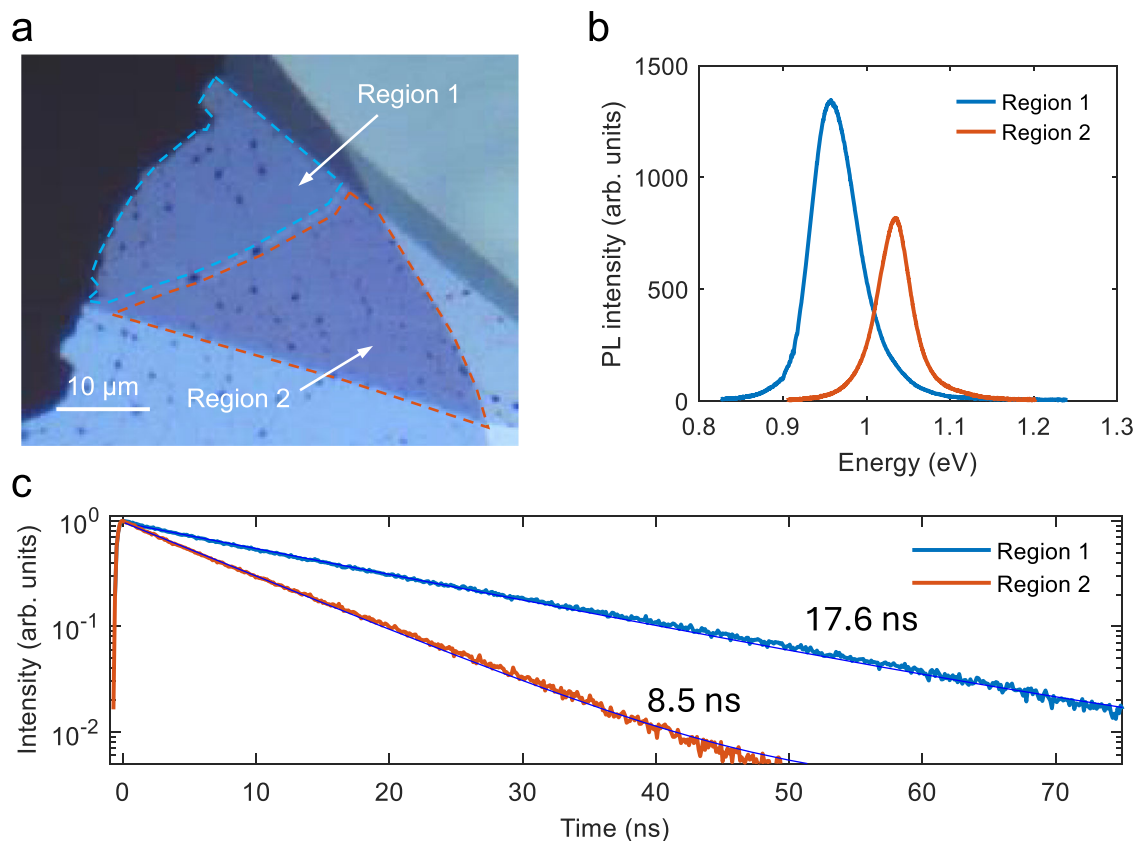 a
Region 1
Region 2
10 μm
b
PL intensity (arb. units)
1500
1000
500
0
0.8 0.9 1 1.1 1.2 1.3
Energy (eV)
Region 1
Region 2
c
Intensity (arb. units)
10⁰
10⁻¹
10⁻²
Region 1
Region 2
17.6 ns
8.5 ns
0 10 20 30 40 50 60 70
Time (ns)